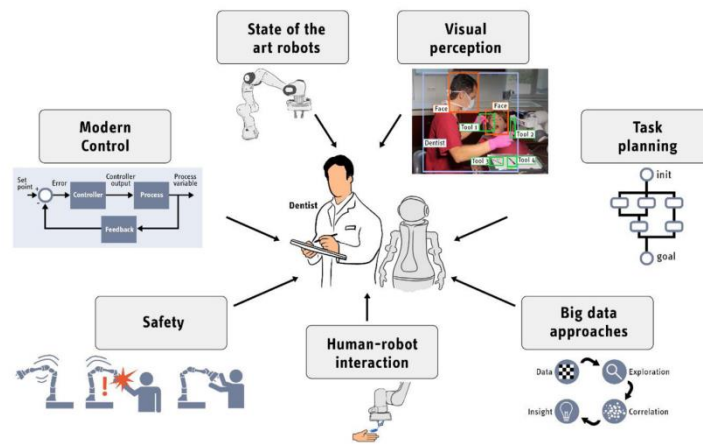 State of the
art robots
Visual
perception
Face
Face
Tool 1
Tool 2
Dentist
Tool 3
Tool 4
Modern
Control
Set
point
+
-
Error
Controller
Controller
output
Process
Process
variable
Feedback
Task
planning
init
goal
Dentist
Safety
!
Human-robot
interaction
Big data
approaches
Data
Exploration
Insight
Correlation